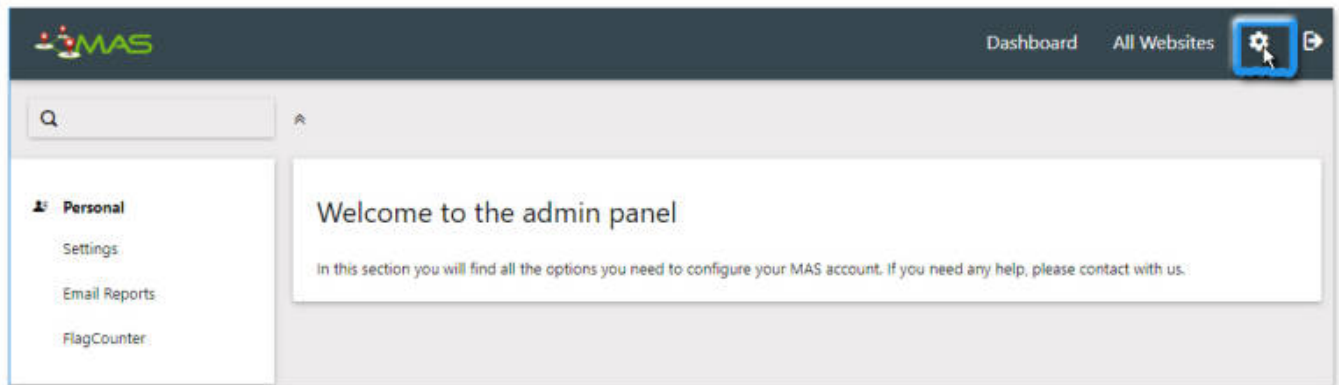 MAS
Dashboard All Websites
Personal
Settings
Email Reports
FlagCounter
Welcome to the admin panel
In this section you will find all the options you need to configure your MAS account. If you need any help, please contact with us.